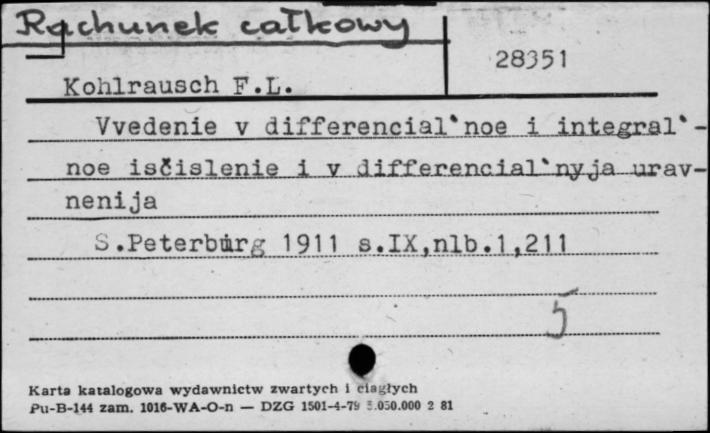 Rachunek całkowy
28351
Kohlrausch F.L.
Vvedenie v differencial'noe i integral'-
noe isčislenie i v differencial'nyja urav-
nenija
S.Peterburg 1911 s.IX,nlb.1,211
5
Karta katalogowa wydawnictw zwartych i ciągłych
Pu-B-144 zam. 1016-WA-O-n — DZG 1501-4-79 5.050.000 2 81